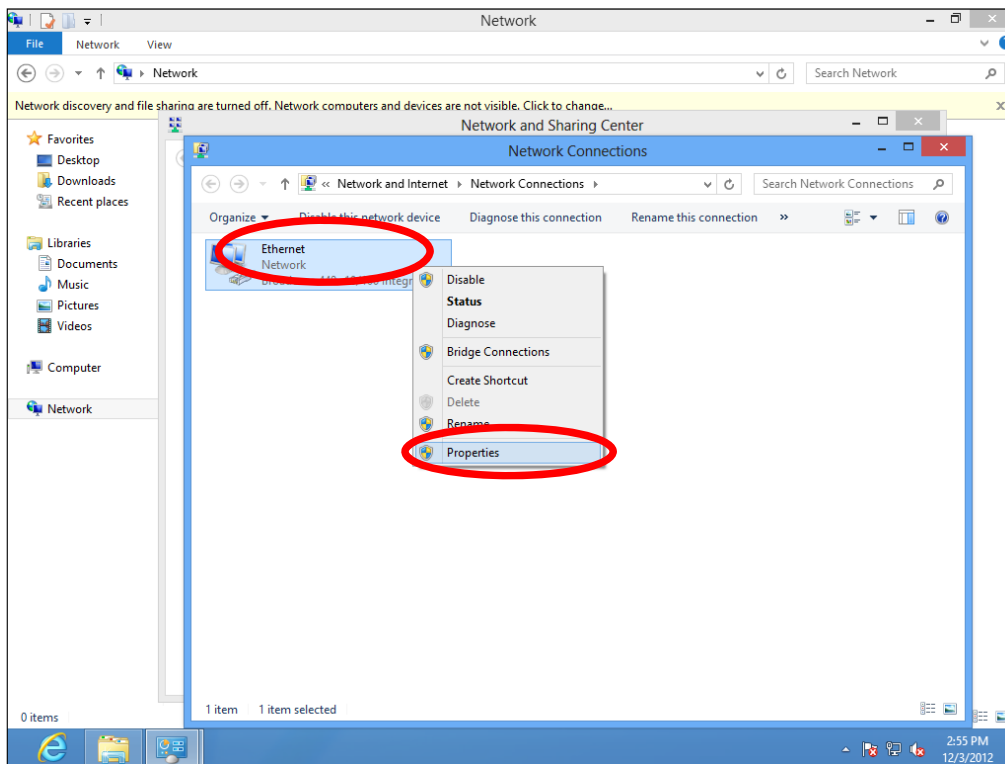 Network
File Network View
Network
Search Network
Network discovery and file sharing are turned off. Network computers and devices are not visible. Click to change...
Favorites
Desktop
Downloads
Recent places
Libraries
Documents
Music
Pictures
Videos
Computer
Network
0 items
Network and Sharing Center
Network Connections
« Network and Internet Network Connections
Search Network Connections
Organize Disable this network device Diagnose this connection Rename this connection »
Ethernet
Network
Disable
Status
Diagnose
Bridge Connections
Create Shortcut
Delete
Rename
Properties
1 item 1 item selected
2:55 PM
12/3/2012